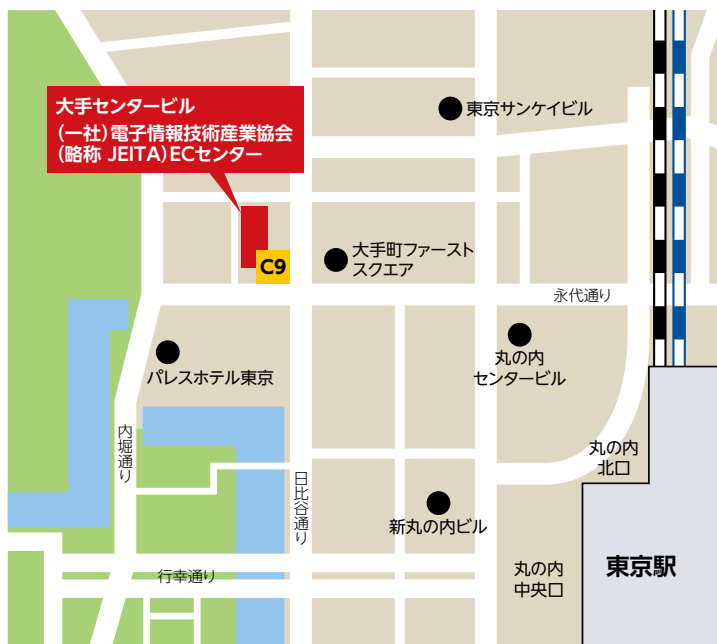 大手センタービル
(一社)電子情報技術産業協会
(略称 JEITA)ECセンター
東京サンケイビル
C9
大手町ファースト
スクエア
永代通り
パレスホテル東京
丸の内
センタービル
内堀通り
日比谷通り
丸の内
北口
新丸の内ビル
行幸通り
丸の内
中央口
東京駅